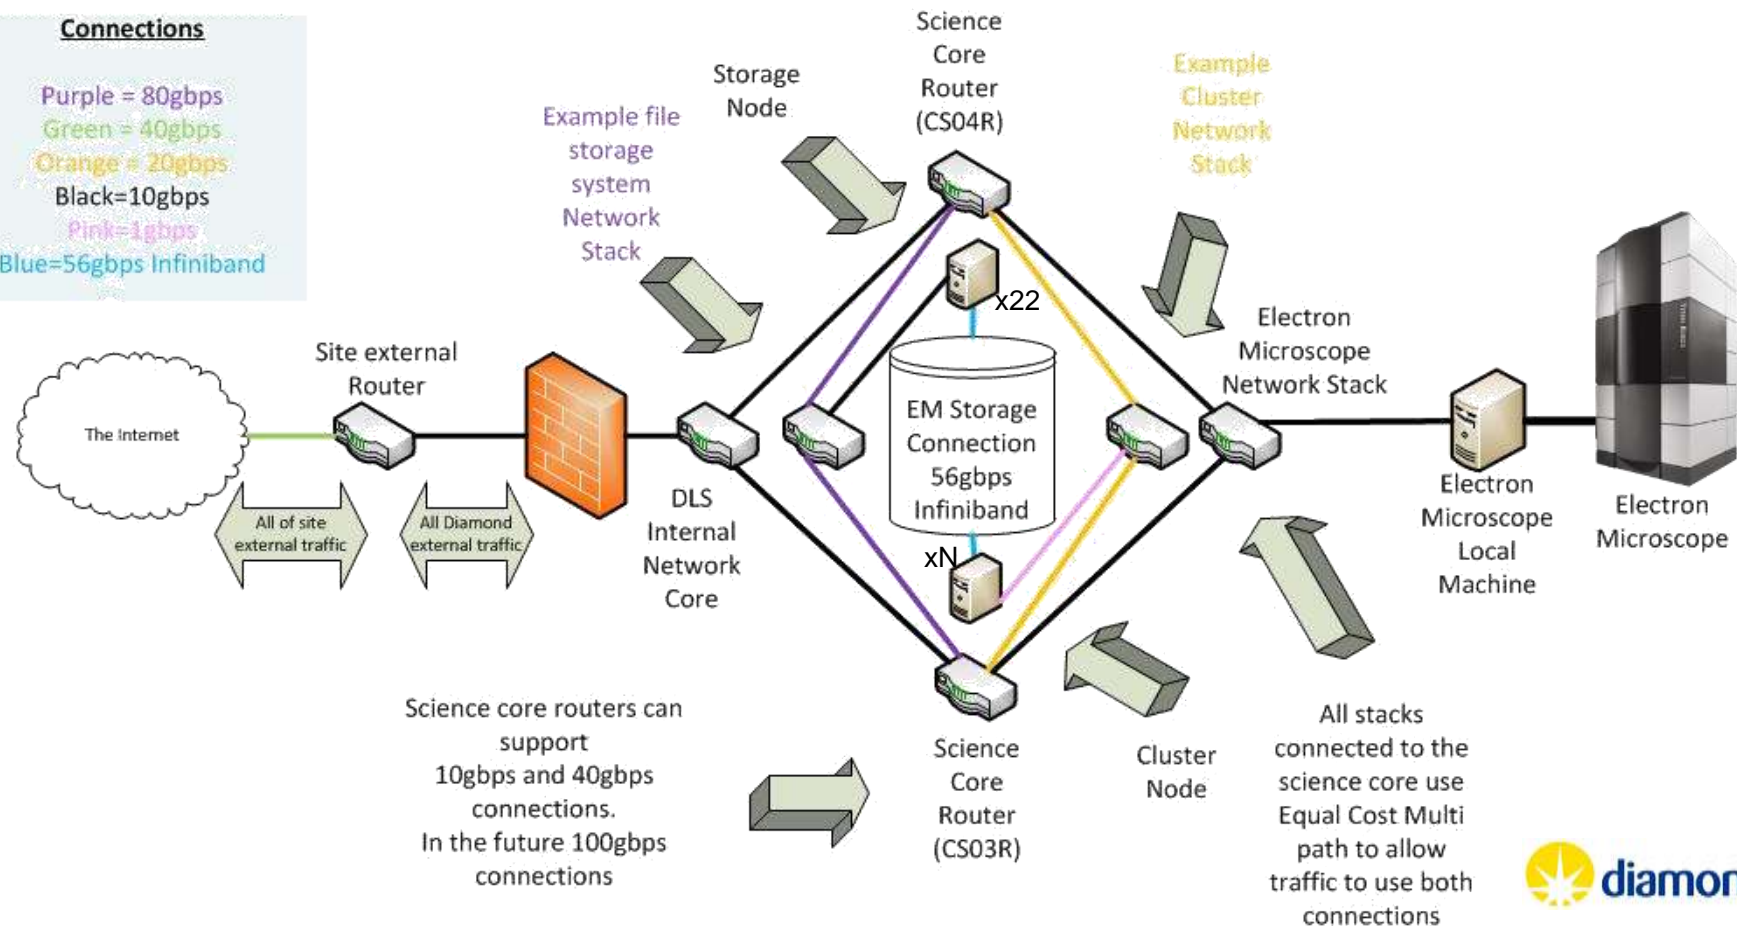 Connections
Purple = 80gbps
Green = 40gbps
Orange = 20gbps
Black=10gbps
Pink=1gbps
Blue=56gbps Infiniband
Example file
storage
system
Network
Stack
Storage
Node
Science
Core
Router
(CS04R)
Example
Cluster
Network
Stack
x22
Electron
Microscope
Network Stack
Site external
Router
The Internet
All of site
external traffic
All Diamond
external traffic
DLS
Internal
Network
Core
EM Storage
Connection
56gbps
Infiniband
xN
Electron
Microscope
Local
Machine
Electron
Microscope
Science core routers can
support
10gbps and 40gbps
connections.
In the future 100gbps
connections
Science
Core
Router
(CS03R)
Cluster
Node
All stacks
connected to the
science core use
Equal Cost Multi
path to allow
traffic to use both
connections
diamon